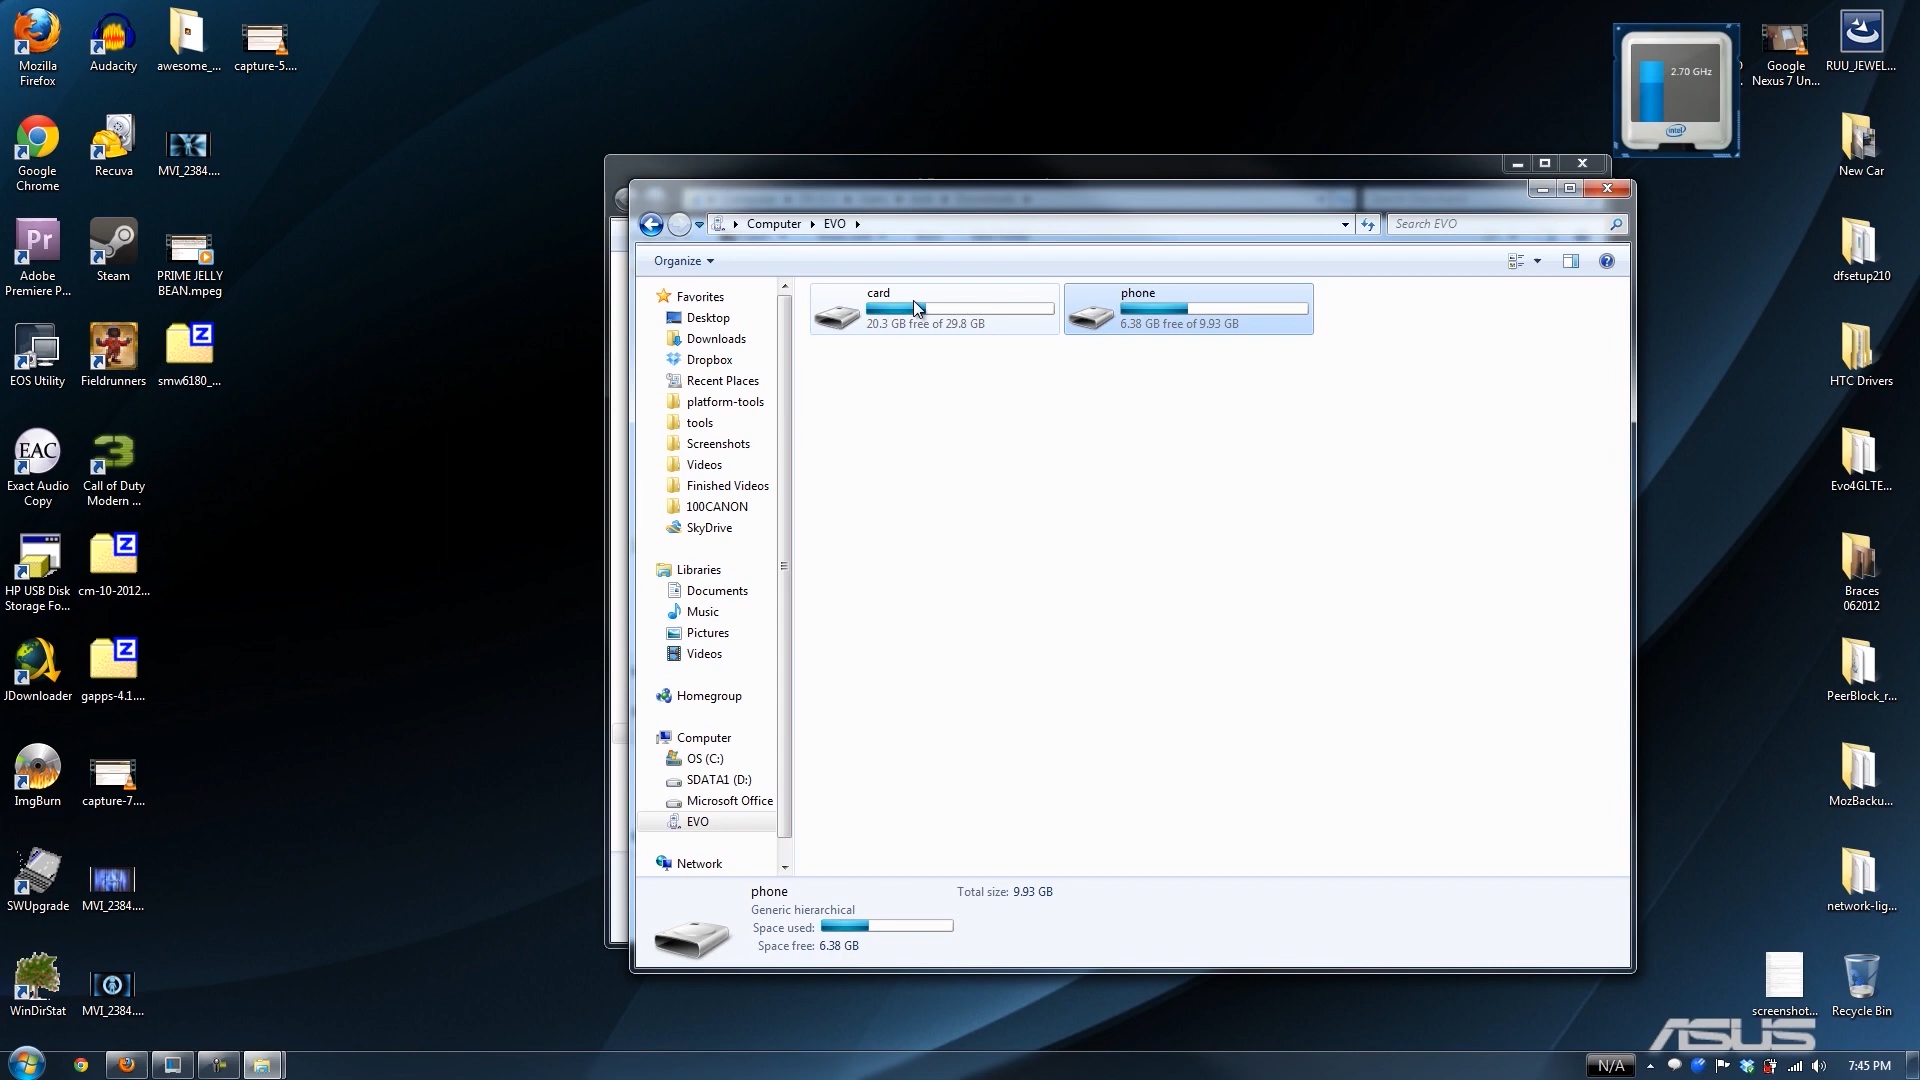 Mozilla
Firefox
Audacity
awesome_...
capture-5....
2.70 GHz
intel
Google
Nexus 7 Un...
RUU_JEWEL...
Google
Chrome
Recuva
MVI_2384....
New Car
Computer
EVO
Search EVO
Organize
Pr
Adobe
Premiere P...
Steam
PRIME JELLY
BEAN.mpeg
dfsetup210
Favorites
Desktop
Downloads
Dropbox
Recent Places
platform-tools
tools
Screenshots
Videos
Finished Videos
100CANON
SkyDrive
Libraries
Documents
Music
Pictures
Videos
Homegroup
Computer
OS (C:)
SDATA1 (D:)
Microsoft Office
EVO
Network
card
20.3 GB free of 29.8 GB
phone
6.38 GB free of 9.93 GB
EOS Utility
Fieldrunners
Z
smw6180_...
HTC Drivers
EAC
Exact Audio
Copy
3
Call of Duty
Modern ...
Evo4GLTE...
HP USB Disk
Storage Fo...
Z
cm-10-2012...
Braces
062012
JDownloader
Z
gapps-4.1....
PeerBlock_r...
ImgBurn
capture-7....
MozBacku...
SWUpgrade
MVI_2384....
network-lig...
phone
Total size: 9.93 GB
Generic hierarchical
Space used:
Space free: 6.38 GB
WinDirStat
MVI_2384....
screenshot...
Recycle Bin
ASUS
N/A
7:45 PM